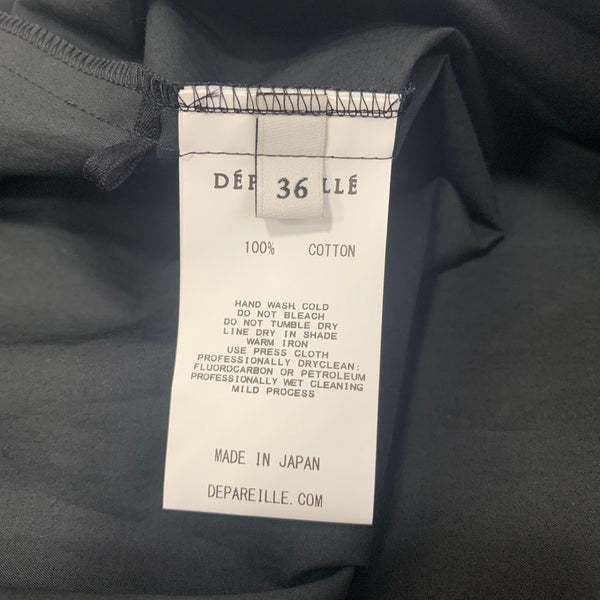 DÉP
36
LLÉ
100% COTTON
HAND WASH COLD
DO NOT BLEACH
DO NOT TUMBLE DRY
LINE DRY IN SHADE
WARM IRON
USE PRESS CLOTH
PROFESSIONALLY DRYCLEAN:
FLUOROCARBON OR PETROLEUM
PROFESSIONALLY WET CLEANING
MILD PROCESS
MADE IN JAPAN
DEPAREILLE.COM